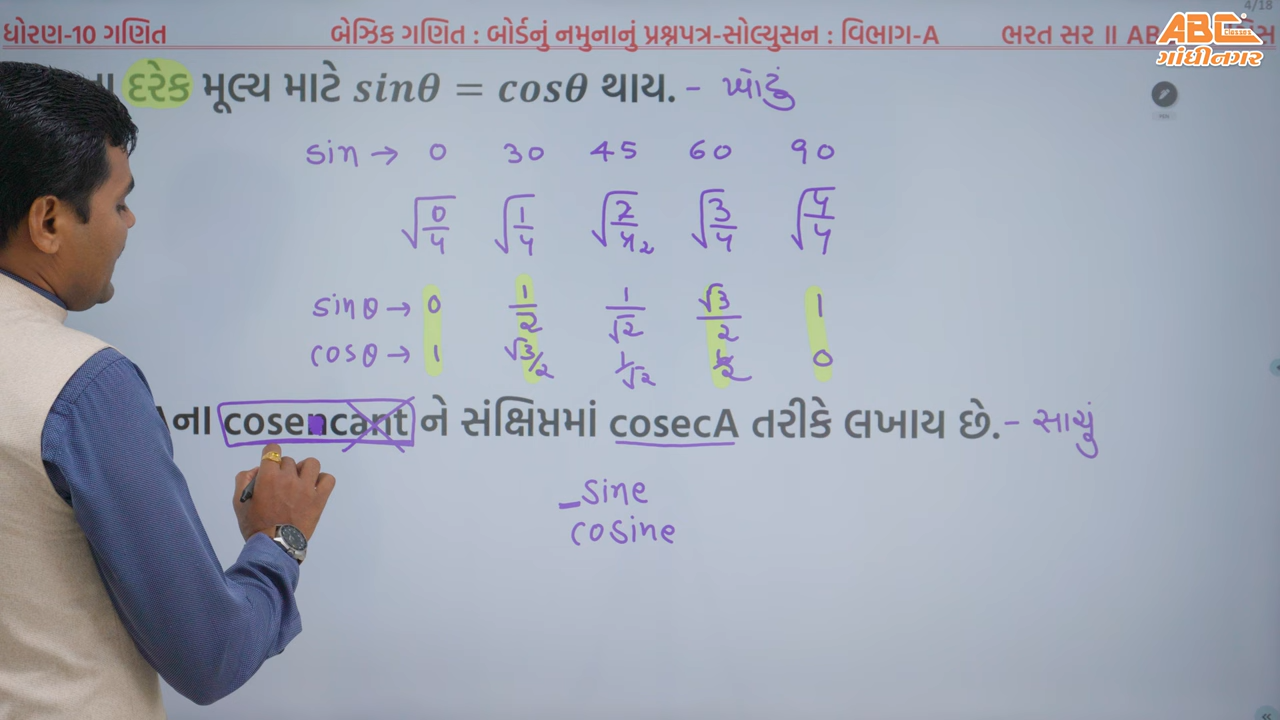 4/18
ધોરણ-10 ગણિત બેઝિક ગણિત : બોર્ડનું નમુનાનું પ્રશ્નપત્ર-સોલ્યુસન : વિભાગ-A ભરત સર ॥ AB
ABC Classes
ગાંધીનગર
દરેક મૂલ્ય માટે sinθ = cosθ થાય. - ખોટું
sin → 0 30 45 60 90
√0/4 √1/4 √2/4 2 √3/4 √4/4
sinθ → 0 1/2 1/√2 √3/2 1
cosθ → 1 √3/2 1/√2 1/2 0
ના cosencant ને સંક્ષિપ્તમાં cosecA તરીકે લખાય છે. - સાચું
sine
cosine